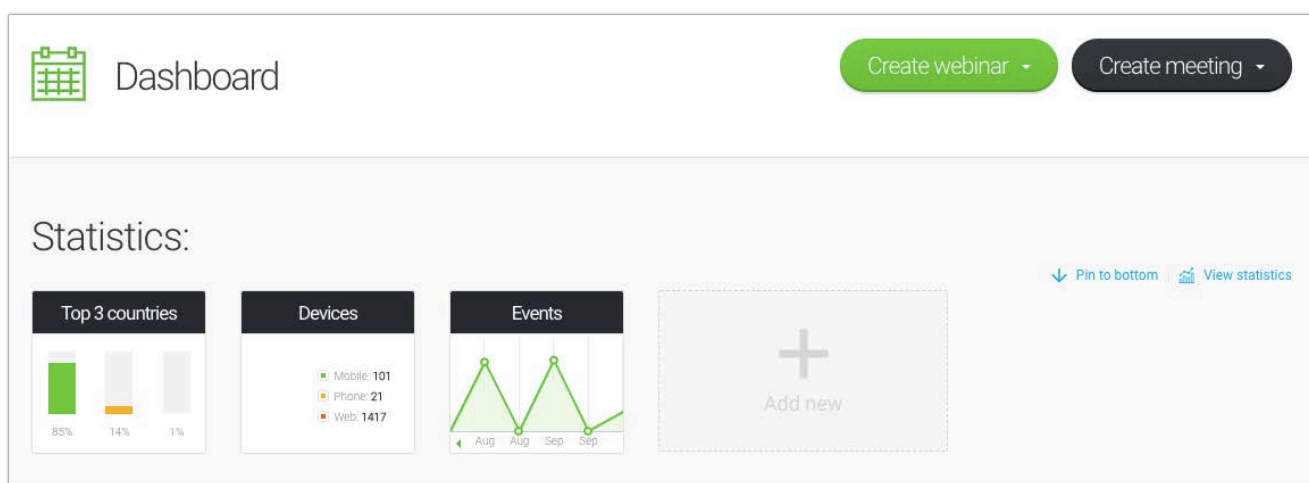 Dashboard
Create webinar
Create meeting
Statistics:
Pin to bottom
View statistics
Top 3 countries
85% 14% 1%
Devices
Mobile: 101
Phone: 21
Web: 1417
Events
Aug Aug Sep Sep
Add new